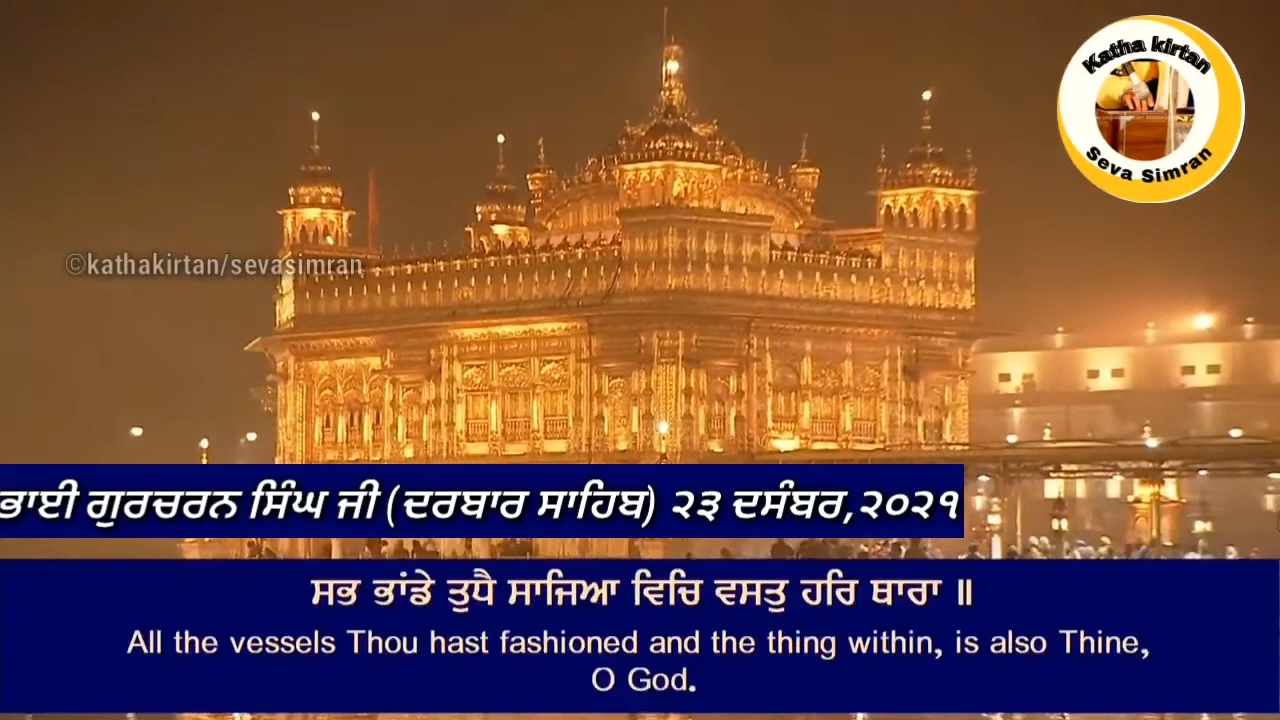 Katha kirtan
Seva Simran
©kathakirtan/sevasimran
ਭਾਈ ਗੁਰਚਰਨ ਸਿੰਘ ਜੀ (ਦਰਬਾਰ ਸਾਹਿਬ) ੨੩ ਦਸੰਬਰ,੨੦੨੧
ਸਭ ਭਾਂਡੇ ਤੁਧੈ ਸਾਜਿਆ ਵਿਚਿ ਵਸਤੁ ਹਰਿ ਥਾਰਾ ॥
All the vessels Thou hast fashioned and the thing within, is also Thine,
O God.